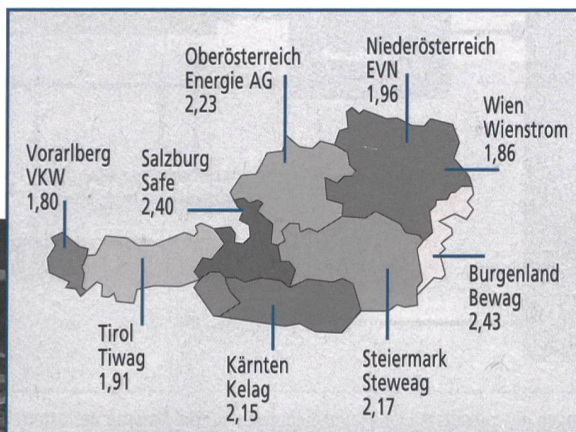 Oberösterreich
Energie AG
2,23
Niederösterreich
EVN
1,96
Wien
Wienstrom
1,86
Vorarlberg
VKW
1,80
Salzburg
Safe
2,40
Burgenland
Bewag
2,43
Tirol
Tiwag
1,91
Kärnten
Kelag
2,15
Steiermark
Steweag
2,17